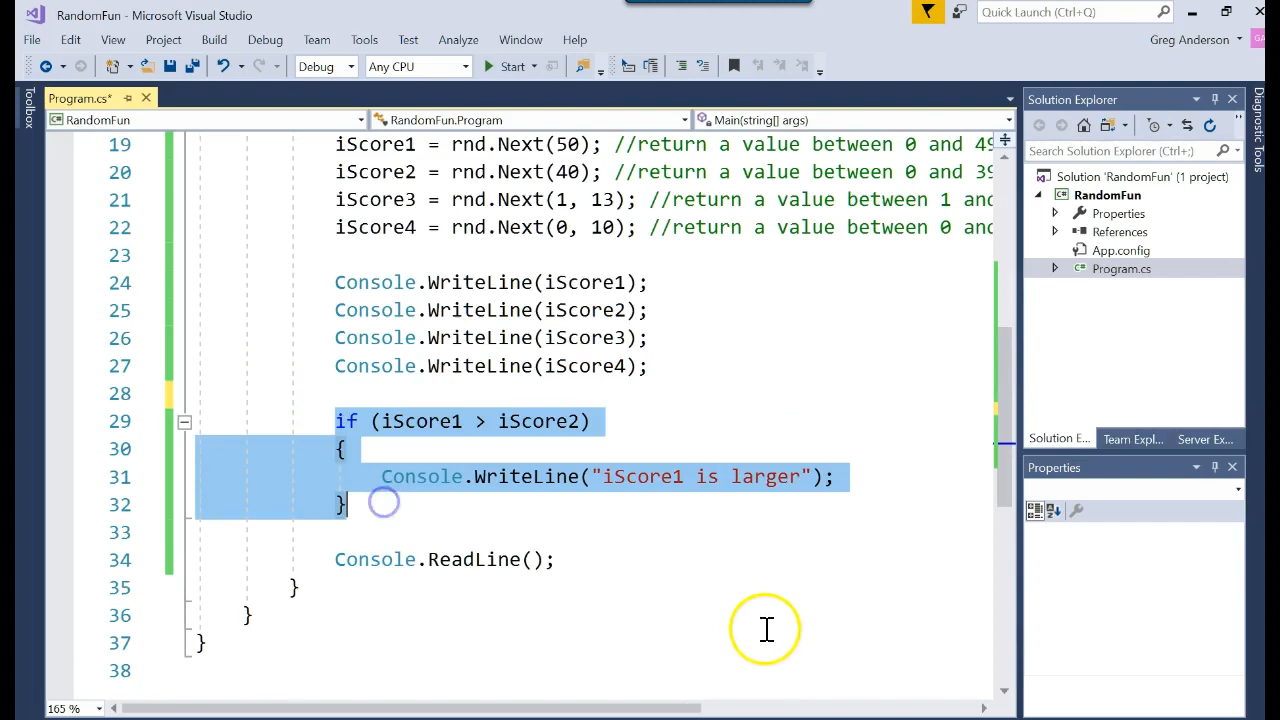 RandomFun - Microsoft Visual Studio
Quick Launch (Ctrl+Q)
File Edit View Project Build Debug Team Tools Test Analyze Window Help
Greg Anderson
GA
Debug Any CPU Start
Toolbox
Program.cs*
RandomFun RandomFun.Program Main(string[] args)
19 iScore1 = rnd.Next(50); //return a value between 0 and 49
20 iScore2 = rnd.Next(40); //return a value between 0 and 39
21 iScore3 = rnd.Next(1, 13); //return a value between 1 and
22 iScore4 = rnd.Next(0, 10); //return a value between 0 and
23
24 Console.WriteLine(iScore1);
25 Console.WriteLine(iScore2);
26 Console.WriteLine(iScore3);
27 Console.WriteLine(iScore4);
28
29 if (iScore1 > iScore2)
30 {
31 Console.WriteLine("iScore1 is larger");
32 }
33
34 Console.ReadLine();
35 }
36 }
37 }
38
165 %
Solution Explorer
Search Solution Explorer (Ctrl+;)
Solution 'RandomFun' (1 project)
RandomFun
Properties
References
App.config
Program.cs
Solution E... Team Expl... Server Ex...
Properties
Diagnostic Tools